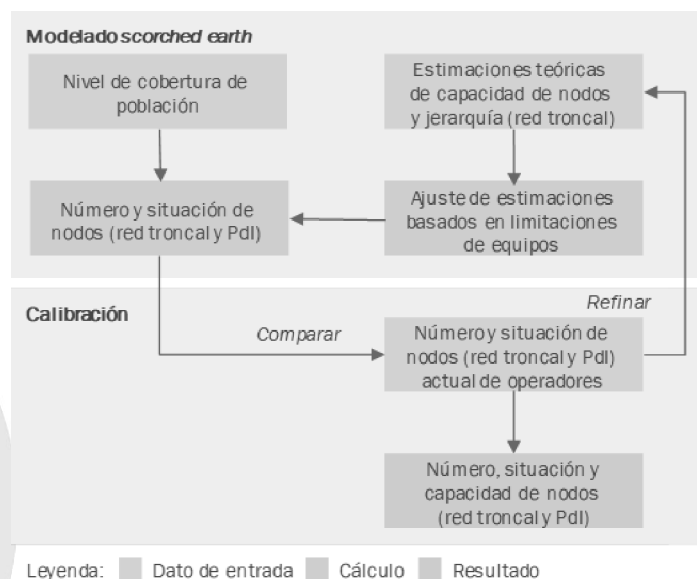 Modelado scorched earth
Nivel de cobertura de
población
Estimaciones teóricas
de capacidad de nodos
y jerarquía (red troncal)
Número y situación de
nodos (red troncal y PdI)
Ajuste de estimaciones
basados en limitaciones
de equipos
Calibración
Comparar
Refinar
Número y situación de
nodos (red troncal y PdI)
actual de operadores
Número, situación y
capacidad de nodos
(red troncal y PdI)
Leyenda: Dato de entrada Cálculo Resultado